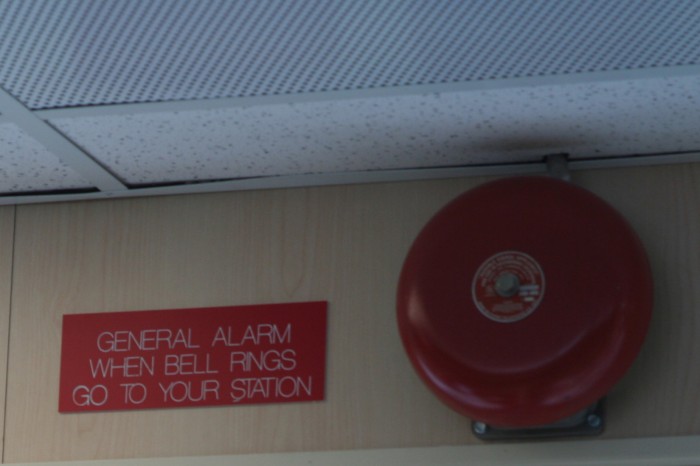 GENERAL ALARM
WHEN BELL RINGS
GO TO YOUR STATION